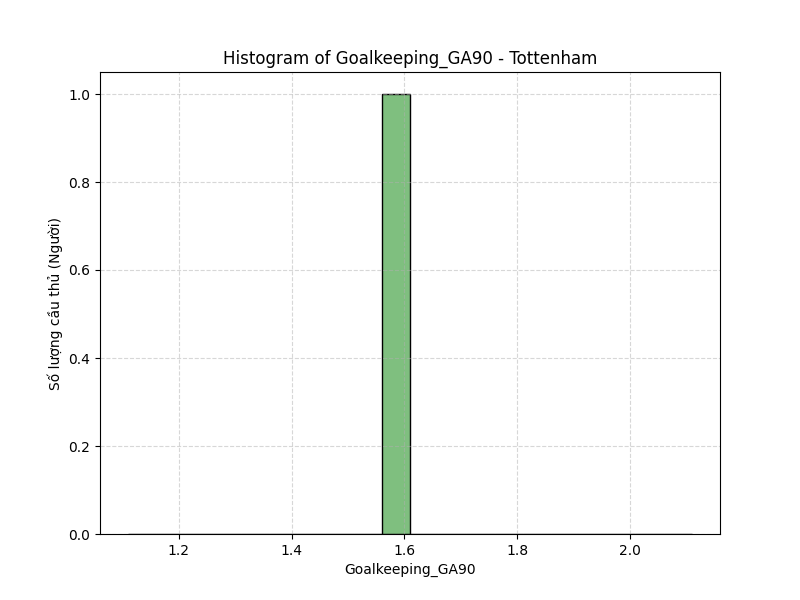 Histogram of Goalkeeping_GA90 - Tottenham
1.0
0.8
0.6
0.4
0.2
0.0
Số lượng cầu thủ (Người)
1.2 1.4 1.6 1.8 2.0
Goalkeeping_GA90